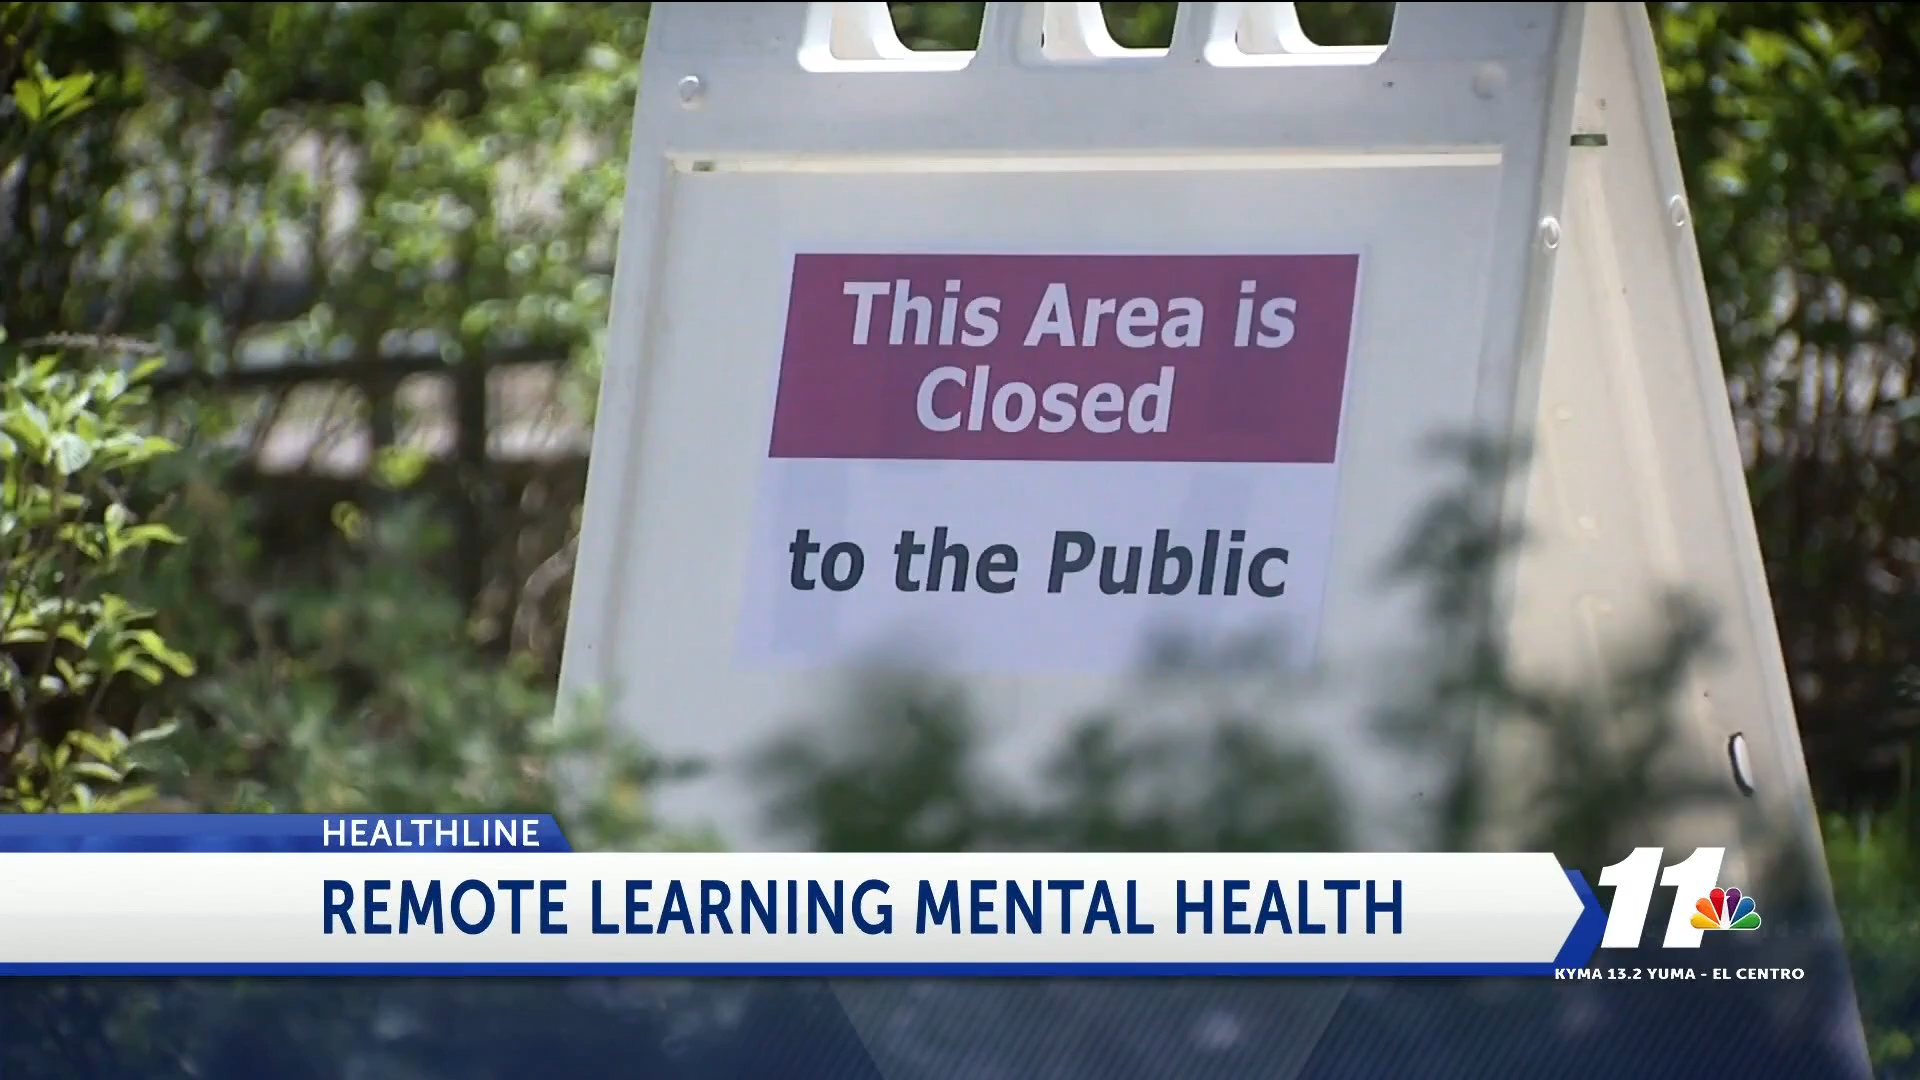 This Area is
Closed
to the Public
HEALTHLINE
REMOTE LEARNING MENTAL HEALTH
11
KYMA 13.2 YUMA - EL CENTRO